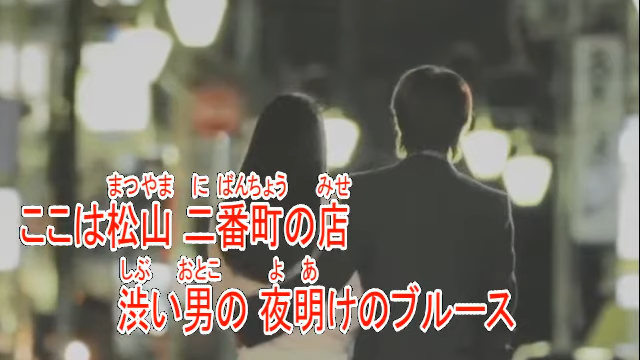 まつやま に ばんちょう みせ
ここは松山 二番町の店
しぶ おとこ よ あ
渋い男の 夜明けのブルース